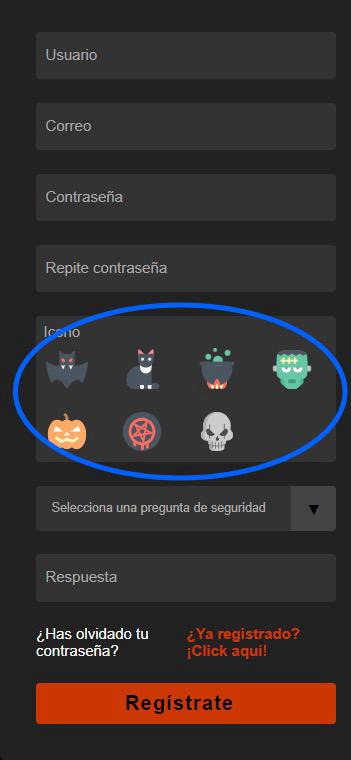 Usuario
Correo
Contraseña
Repite contraseña
Icono
Selecciona una pregunta de seguridad
Respuesta
¿Has olvidado tu
contraseña?
¿Ya registrado?
¡Click aquí!
Regístrate